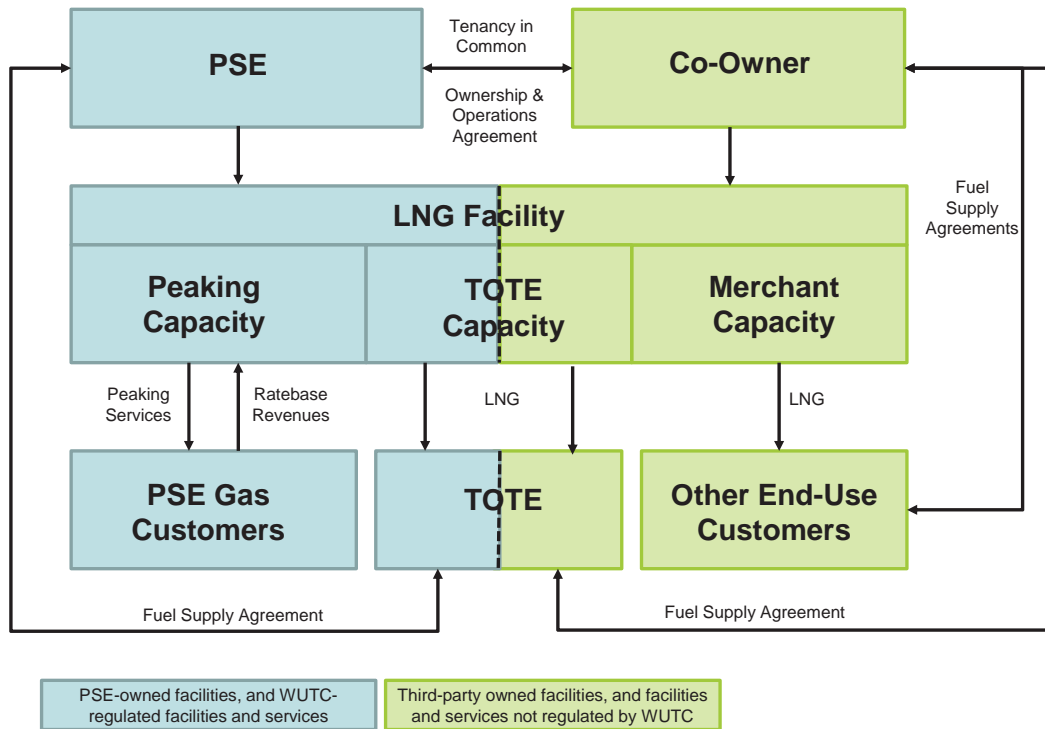 PSE
Tenancy in
Common
Ownership &
Operations
Agreement
Co-Owner
Fuel
Supply
Agreements
LNG Facility
Peaking
Capacity
TOTE
Capacity
Merchant
Capacity
Peaking
Services
Ratebase
Revenues
LNG
LNG
PSE Gas
Customers
TOTE
Other End-Use
Customers
Fuel Supply Agreement
Fuel Supply Agreement
PSE-owned facilities, and WUTC-
regulated facilities and services
Third-party owned facilities, and facilities
and services not regulated by WUTC